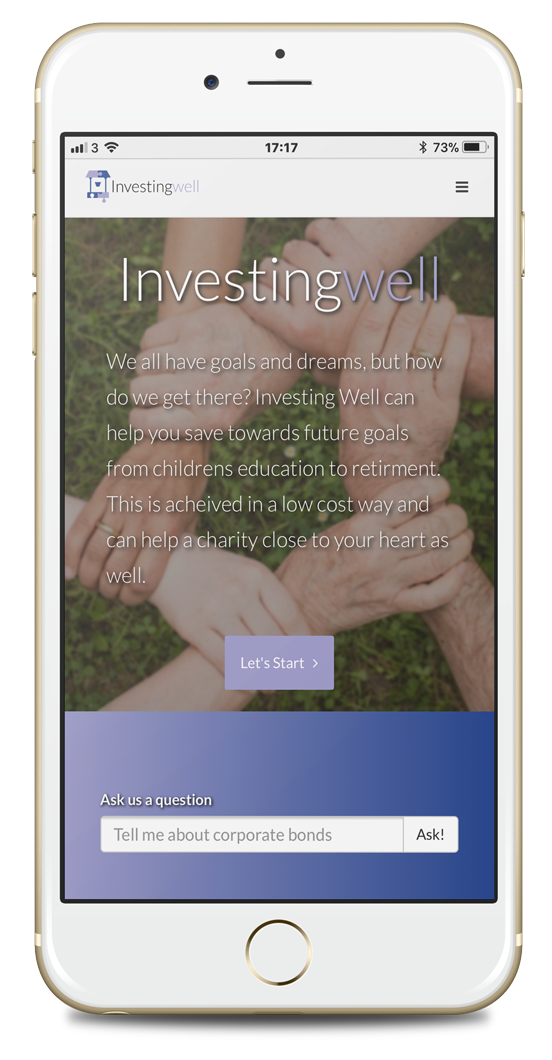 3 17:17 73%
Investingwell
Investingwell
We all have goals and dreams, but how
do we get there? Investing Well can
help you save towards future goals
from childrens education to retirment.
This is acheived in a low cost way and
can help a charity close to your heart as
well.
Let's Start
Ask us a question
Tell me about corporate bonds Ask!